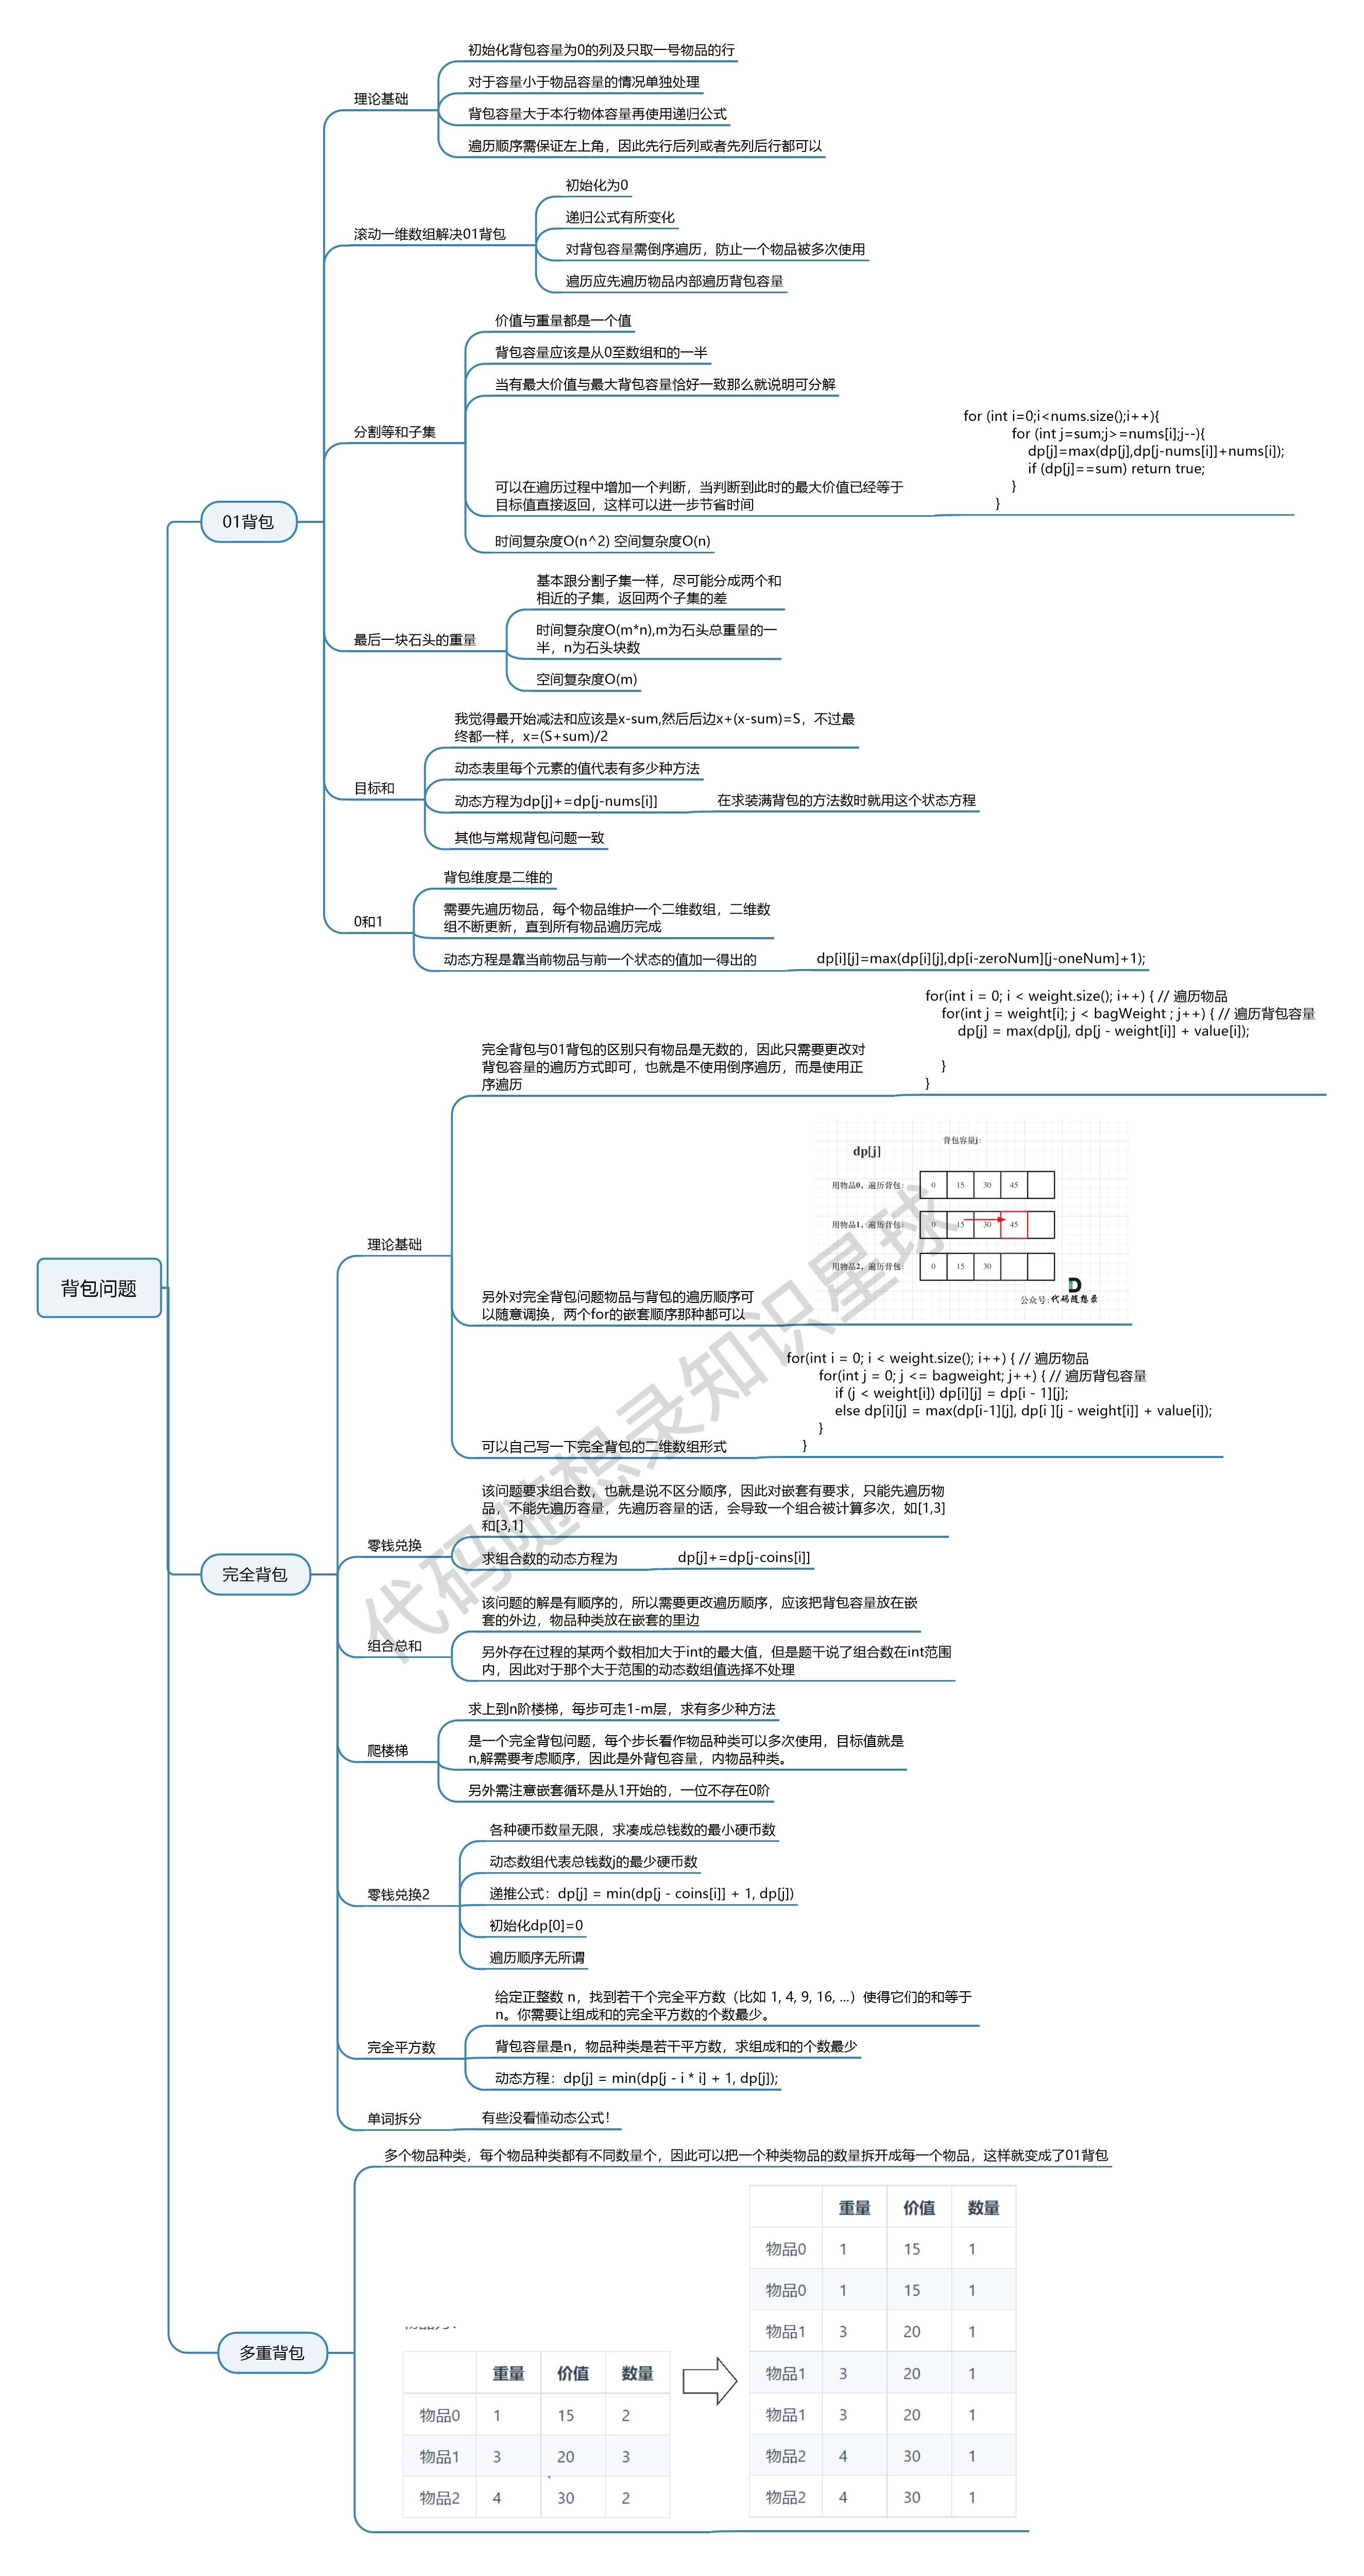 背包问题
01背包
理论基础
初始化背包容量为0的列及只取一号物品的行
对于容量小于物品容量的情况单独处理
背包容量大于本行物体容量再使用递归公式
遍历顺序需保证左上角，因此先行后列或者先列后行都可以
滚动一维数组解决01背包
初始化为0
递归公式有所变化
对背包容量需倒序遍历，防止一个物品被多次使用
遍历应先遍历物品内部遍历背包容量
分割等和子集
价值与重量都是一个值
背包容量应该是从0至数组和的一半
当有最大价值与最大背包容量恰好一致那么就说明可分解
可以在遍历过程中增加一个判断，当判断到此时的最大价值已经等于
目标值直接返回，这样可以进一步节省时间
for (int i=0;i<nums.size();i++){
for (int j=sum;j>=nums[i];j--){
dp[j]=max(dp[j],dp[j-nums[i]]+nums[i]);
if (dp[j]==sum) return true;
}
}
时间复杂度O(n^2) 空间复杂度O(n)
最后一块石头的重量
基本跟分割子集一样，尽可能分成两个和
相近的子集，返回两个子集的差
时间复杂度O(m*n),m为石头总重量的一
半，n为石头块数
空间复杂度O(m)
目标和
我觉得最开始减法和应该是x-sum,然后后边x+(x-sum)=S，不过最
终都一样，x=(S+sum)/2
动态表里每个元素的值代表有多少种方法
动态方程为dp[j]+=dp[j-nums[i]]
在求装满背包的方法数时就用这个状态方程
其他与常规背包问题一致
0和1
背包维度是二维的
需要先遍历物品，每个物品维护一个二维数组，二维数
组不断更新，直到所有物品遍历完成
动态方程是靠当前物品与前一个状态的值加一得出的
dp[i][j]=max(dp[i][j],dp[i-zeroNum][j-oneNum]+1);
完全背包
理论基础
完全背包与01背包的区别只有物品是无数的，因此只需要更改对
背包容量的遍历方式即可，也就是不使用倒序遍历，而是使用正
序遍历
for(int i = 0; i < weight.size(); i++) { // 遍历物品
for(int j = weight[i]; j < bagWeight ; j++) { // 遍历背包容量
dp[j] = max(dp[j], dp[j - weight[i]] + value[i]);
}
}
另外对完全背包问题物品与背包的遍历顺序可
以随意调换，两个for的嵌套顺序那种都可以
dp[j]
背包容量j：
用物品0，遍历背包： 0 15 30 45
用物品1，遍历背包： 0 15 30 45
用物品2，遍历背包： 0 15 30
公众号：代码随想录
可以自己写一下完全背包的二维数组形式
for(int i = 0; i < weight.size(); i++) { // 遍历物品
for(int j = 0; j <= bagweight; j++) { // 遍历背包容量
if (j < weight[i]) dp[i][j] = dp[i - 1][j];
else dp[i][j] = max(dp[i-1][j], dp[i ][j - weight[i]] + value[i]);
}
}
零钱兑换
该问题要求组合数，也就是说不区分顺序，因此对嵌套有要求，只能先遍历物
品，不能先遍历容量，先遍历容量的话，会导致一个组合被计算多次，如[1,3]
和[3,1]
求组合数的动态方程为
dp[j]+=dp[j-coins[i]]
组合总和
该问题的解是有顺序的，所以需要更改遍历顺序，应该把背包容量放在嵌
套的外边，物品种类放在嵌套的里边
另外存在过程的某两个数相加大于int的最大值，但是题干说了组合数在int范围
内，因此对于那个大于范围的动态数组值选择不处理
爬楼梯
求上到n阶楼梯，每步可走1-m层，求有多少种方法
是一个完全背包问题，每个步长看作物品种类可以多次使用，目标值就是
n,解需要考虑顺序，因此是外背包容量，内物品种类。
另外需注意嵌套循环是从1开始的，一位不存在0阶
零钱兑换2
各种硬币数量无限，求凑成总钱数的最小硬币数
动态数组代表总钱数j的最少硬币数
递推公式：dp[j] = min(dp[j - coins[i]] + 1, dp[j])
初始化dp[0]=0
遍历顺序无所谓
完全平方数
给定正整数 n，找到若干个完全平方数（比如 1, 4, 9, 16, ...）使得它们的和等于
n。你需要让组成和的完全平方数的个数最少。
背包容量是n，物品种类是若干平方数，求组成和的个数最少
动态方程：dp[j] = min(dp[j - i * i] + 1, dp[j]);
单词拆分
有些没看懂动态公式！
多重背包
多个物品种类，每个物品种类都有不同数量个，因此可以把一个种类物品的数量拆开成每一个物品，这样就变成了01背包
重量 价值 数量
物品0 1 15 2
物品1 3 20 3
物品2 4 30 2
重量 价值 数量
物品0 1 15 1
物品0 1 15 1
物品1 3 20 1
物品1 3 20 1
物品1 3 20 1
物品2 4 30 1
物品2 4 30 1
代码随想录知识星球